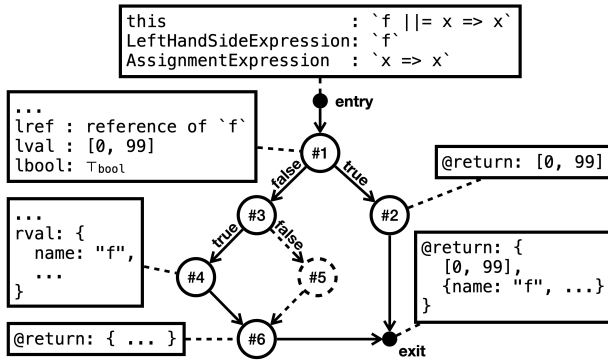 this                 : `f ||= x => x`
LeftHandSideExpression: `f`
AssignmentExpression  : `x => x`
entry
...
lref : reference of `f`
lval : [0, 99]
lbool: ⊤bool
#1
false
true
@return: [0, 99]
#3
#2
true
false
...
rval: {
  name: "f",
  ...
}
#4
#5
@return: {
  [0, 99],
  {name: "f", ...}
}
@return: { ... }
#6
exit